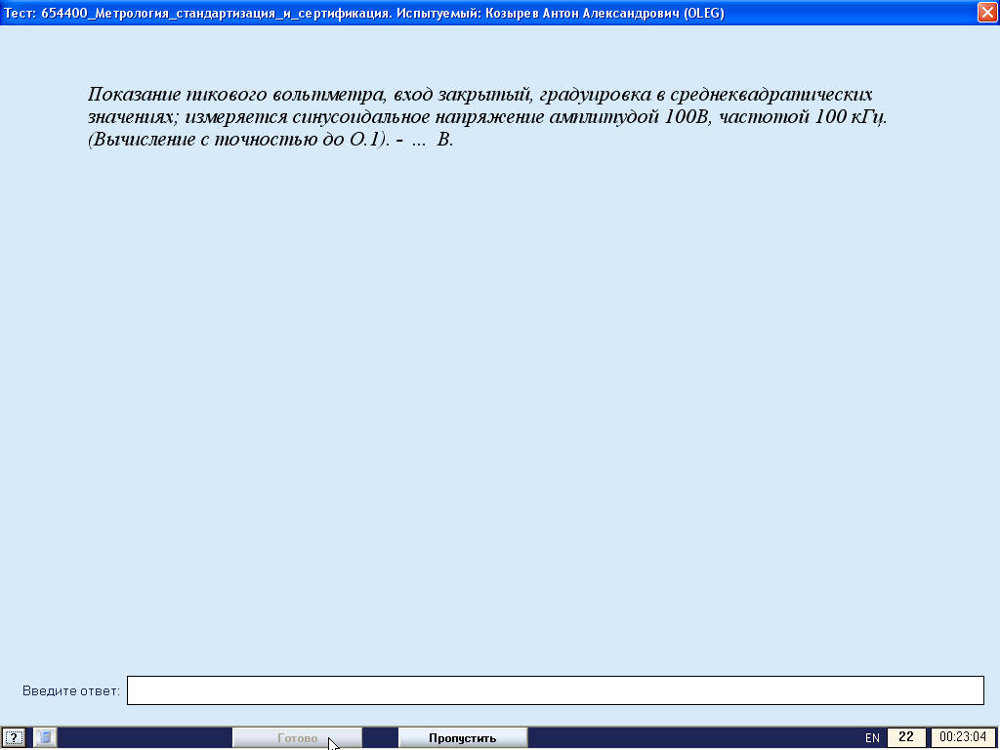 Тест: 654400_Метрология_стандартизация_и_сертификация. Испытуемый: Козырев Антон Александрович (OLEG)
Показание пикового вольтметра, вход закрытый, градуировка в среднеквадратических
значениях; измеряется синусоидальное напряжение амплитудой 100В, частотой 100 кГц.
(Вычисление с точностью до О.1). - ... В.
Введите ответ:
? Готово Пропустить EN 22 00:23:04